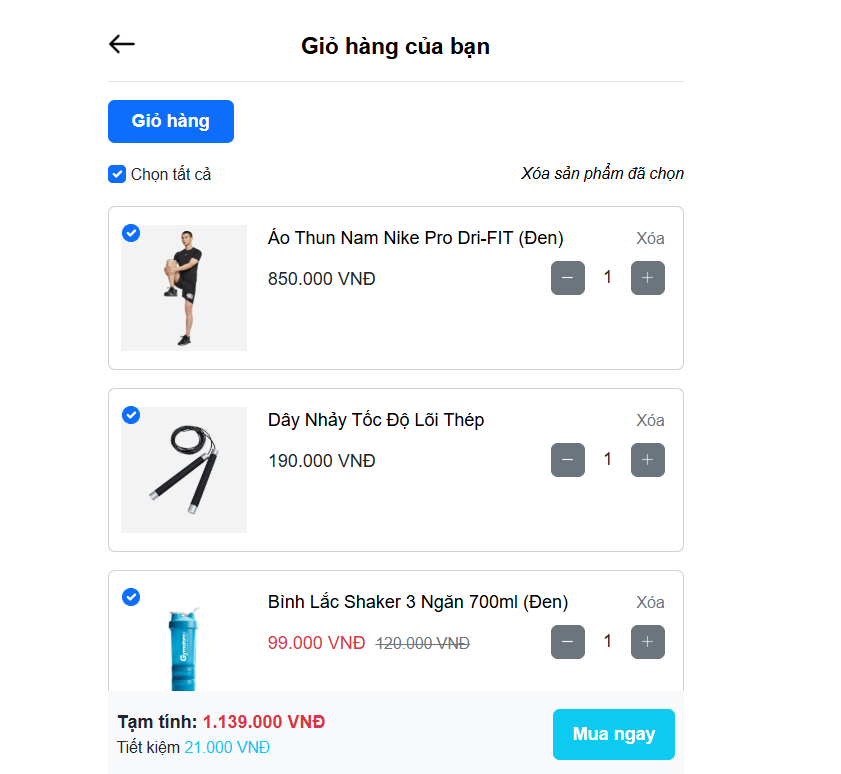 Giỏ hàng của bạn
Giỏ hàng
Chọn tất cả
Xóa sản phẩm đã chọn
Áo Thun Nam Nike Pro Dri-FIT (Đen)
Xóa
850.000 VNĐ
1
Dây Nhảy Tốc Độ Lõi Thép
Xóa
190.000 VNĐ
1
Bình Lắc Shaker 3 Ngăn 700ml (Đen)
Xóa
99.000 VNĐ 120.000 VNĐ
1
Tạm tính: 1.139.000 VNĐ
Tiết kiệm 21.000 VNĐ
Mua ngay